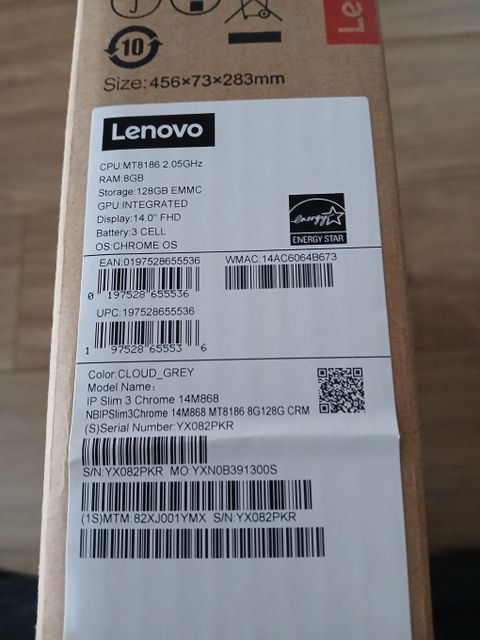 10
Le
Size: 456×73×283mm
Lenovo
CPU:MT8186 2.05GHz
RAM:8GB
Storage:128GB EMMC
GPU:INTEGRATED
Display:14.0" FHD
Battery:3 CELL
OS:CHROME OS
energy
ENERGY STAR
EAN:0197528655536
WMAC:14AC6064B673
0 197528 655536
UPC:197528655536
1 97528 65553 6
Color:CLOUD_GREY
Model Name:
IP Slim 3 Chrome 14M868
NBIPSlim3Chrome 14M868 MT8186 8G128G CRM
(S)Serial Number:YX082PKR
S/N:YX082PKR MO:YXN0B391300S
(1S)MTM:82XJ001YMX S/N:YX082PKR